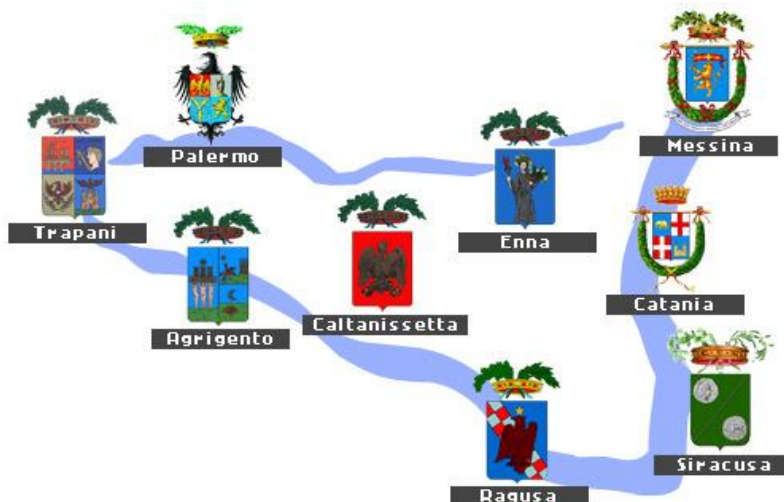 Palermo
Messina
Trapani
Enna
Agrigento
Caltanissetta
Catania
Siracusa
Ragusa